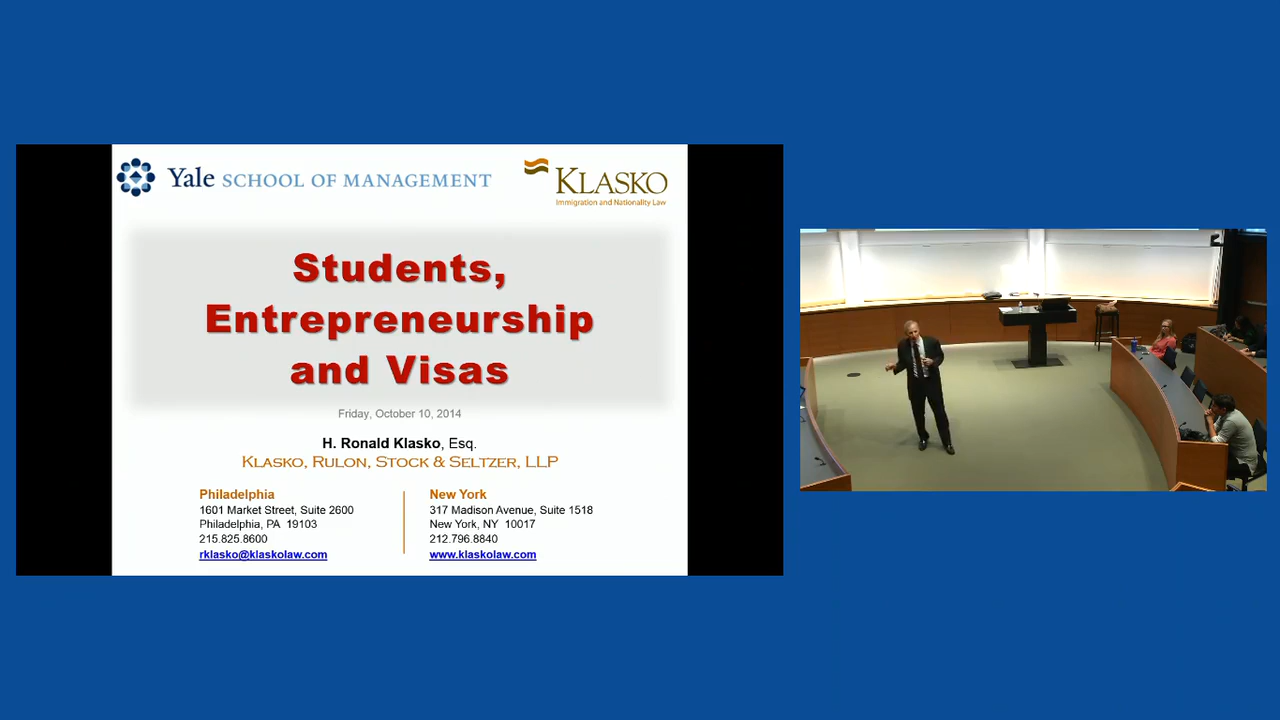 Yale SCHOOL OF MANAGEMENT
KLASKO
Immigration and Nationality Law
Students,
Entrepreneurship
and Visas
Friday, October 10, 2014
H. Ronald Klasko, Esq.
KLASKO, RULON, STOCK & SELTZER, LLP
Philadelphia
1601 Market Street, Suite 2600
Philadelphia, PA 19103
215.825.8600
rklasko@klaskolaw.com
New York
317 Madison Avenue, Suite 1518
New York, NY 10017
212.796.8840
www.klaskolaw.com